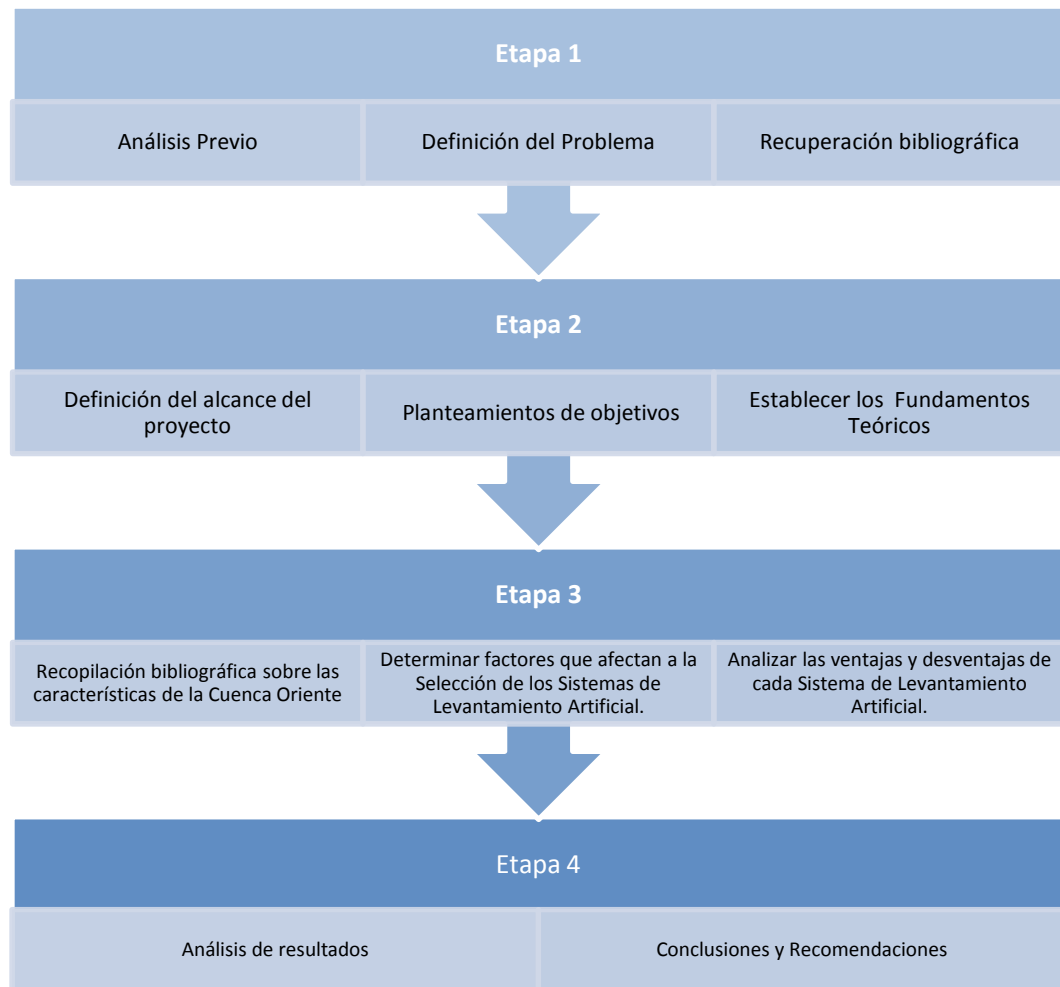 Etapa 1
Análisis Previo
Definición del Problema
Recuperación bibliográfica
Etapa 2
Definición del alcance del
proyecto
Planteamientos de objetivos
Establecer los Fundamentos
Teóricos
Etapa 3
Recopilación bibliográfica sobre las
características de la Cuenca Oriente
Determinar factores que afectan a la
Selección de los Sistemas de
Levantamiento Artificial.
Analizar las ventajas y desventajas de
cada Sistema de Levantamiento
Artificial.
Etapa 4
Análisis de resultados
Conclusiones y Recomendaciones